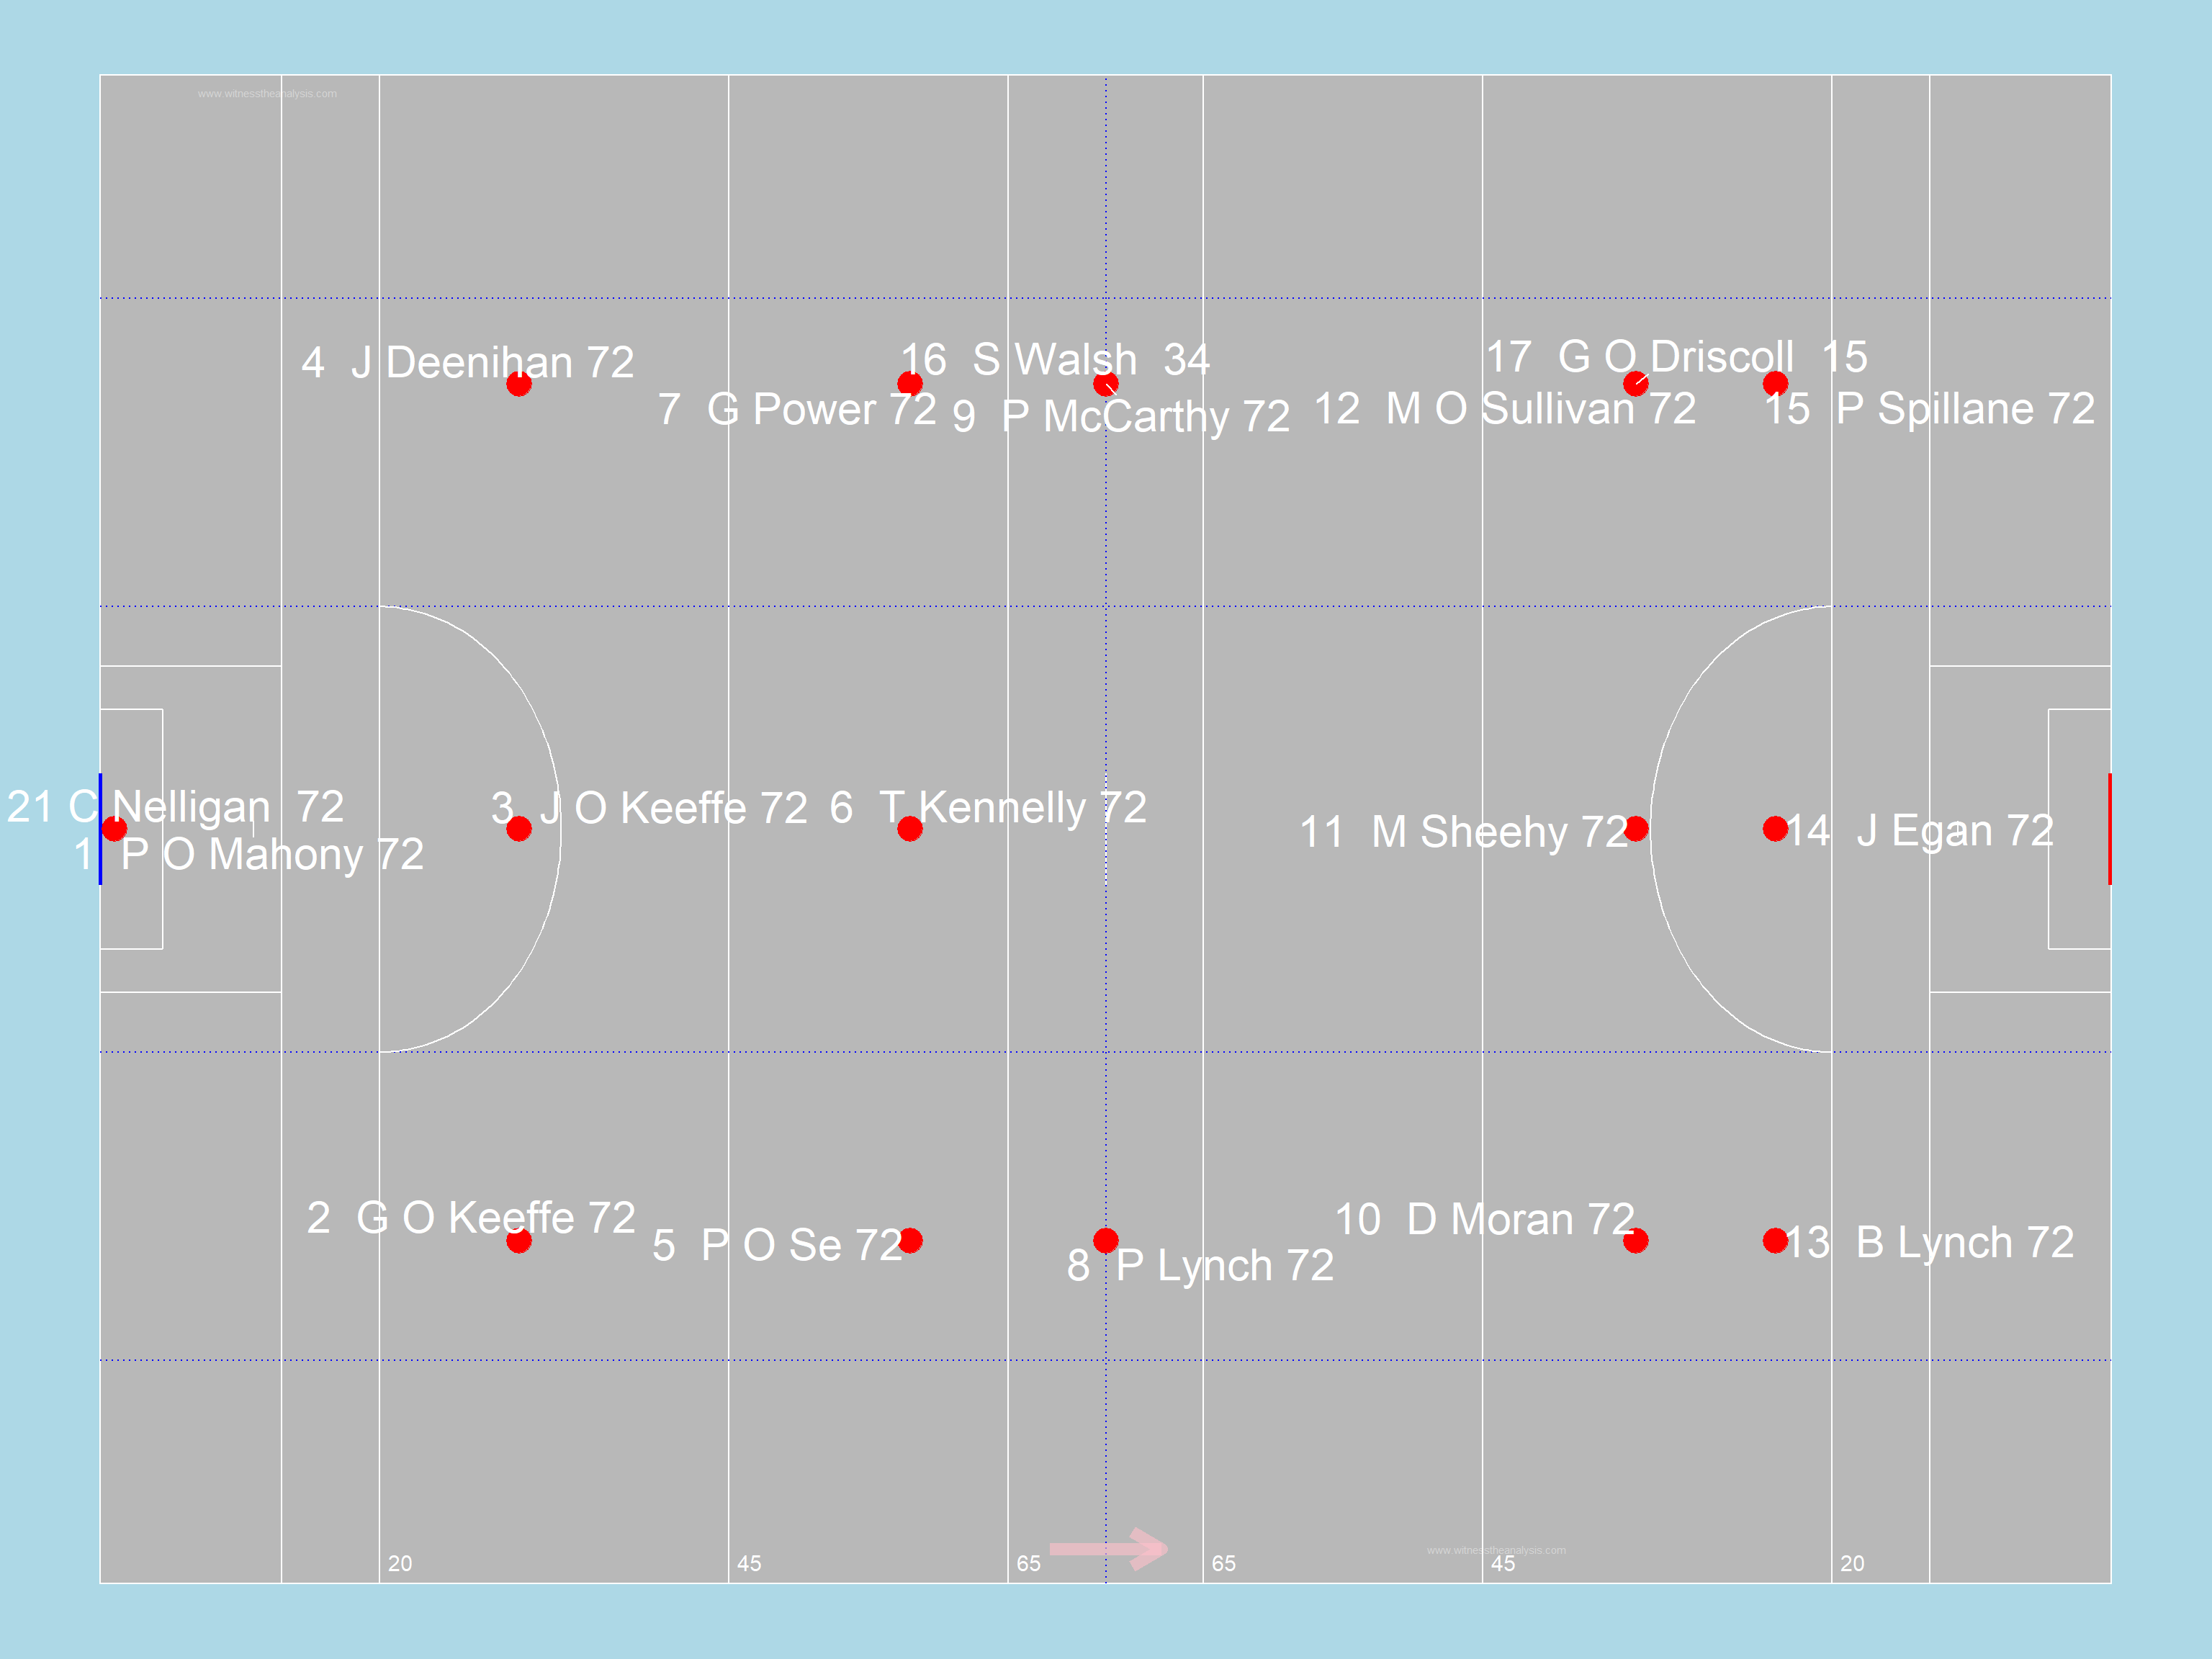 www.witnesstheanalysis.com
4 J Deenihan 72
16 S Walsh 34
17 G O Driscoll 15
7 G Power 72
9 P McCarthy 72
12 M O Sullivan 72
15 P Spillane 72
21 C Nelligan 72
1 P O Mahony 72
3 J O Keeffe 72
6 T Kennelly 72
11 M Sheehy 72
14 J Egan 72
2 G O Keeffe 72
5 P O Se 72
8 P Lynch 72
10 D Moran 72
13 B Lynch 72
www.witnesstheanalysis.com
20 45 65 65 45 20